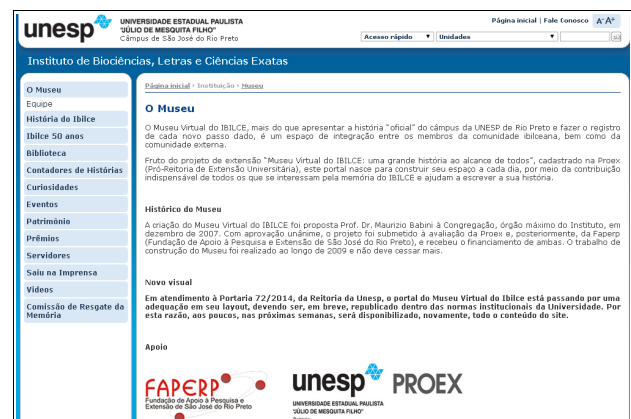 unesp
UNIVERSIDADE ESTADUAL PAULISTA
"JÚLIO DE MESQUITA FILHO"
Câmpus de São José do Rio Preto
Página inicial | Fale Conosco A- A+
Acesso rápido Unidades
Instituto de Biociências, Letras e Ciências Exatas
O Museu
Equipe
História do Ibilce
Ibilce 50 anos
Biblioteca
Contadores de Histórias
Curiosidades
Eventos
Patrimônio
Prêmios
Servidores
Saiu na Imprensa
Vídeos
Comissão de Resgate da
Memória
Página inicial > Instituição > Museu
O Museu
O Museu Virtual do IBILCE, mais do que apresentar a história "oficial" do câmpus da UNESP de Rio Preto e fazer o registro
de cada novo passo dado, é um espaço de integração entre os membros da comunidade ibilceana, bem como da
comunidade externa.
Fruto do projeto de extensão "Museu Virtual do IBILCE: uma grande história ao alcance de todos", cadastrado na Proex
(Pró-Reitoria de Extensão Universitária), este portal nasce para construir seu espaço a cada dia, por meio da contribuição
indispensável de todos os que se interessam pela memória do IBILCE e ajudam a escrever a sua história.
Histórico do Museu
A criação do Museu Virtual do IBILCE foi proposta Prof. Dr. Maurizio Babini à Congregação, órgão máximo do Instituto, em
dezembro de 2007. Com aprovação unânime, o projeto foi submetido à avaliação da Proex e, posteriormente, da Faperp
(Fundação de Apoio à Pesquisa e Extensão de São José do Rio Preto), e recebeu o financiamento de ambas. O trabalho de
construção do Museu foi realizado ao longo de 2009 e não deve cessar mais.
Novo visual
Em atendimento à Portaria 72/2014, da Reitoria da Unesp, o portal do Museu Virtual do Ibilce está passando por uma
adequação em seu layout, devendo ser, em breve, republicado dentro das normas institucionais da Universidade. Por
esta razão, aos poucos, nas próximas semanas, será disponibilizado, novamente, todo o conteúdo do site.
Apoio
FAPERP
Fundação de Apoio à Pesquisa e
Extensão de São José do Rio Preto
unesp PROEX
UNIVERSIDADE ESTADUAL PAULISTA
"JÚLIO DE MESQUITA FILHO"